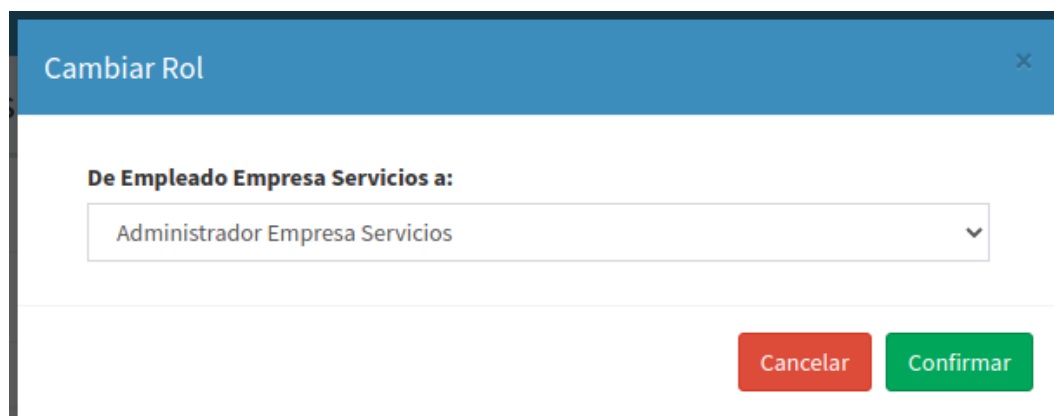 Cambiar Rol ×
De Empleado Empresa Servicios a:
Administrador Empresa Servicios
Cancelar Confirmar